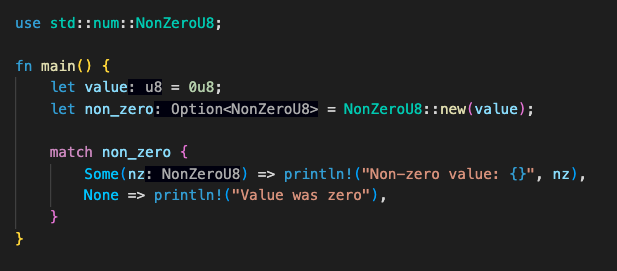 use std::num::NonZeroU8;
fn main() {
let value: u8 = 0u8;
let non_zero: Option<NonZeroU8> = NonZeroU8::new(value);
match non_zero {
Some(nz: NonZeroU8) => println!("Non-zero value: {}", nz),
None => println!("Value was zero"),
}
}